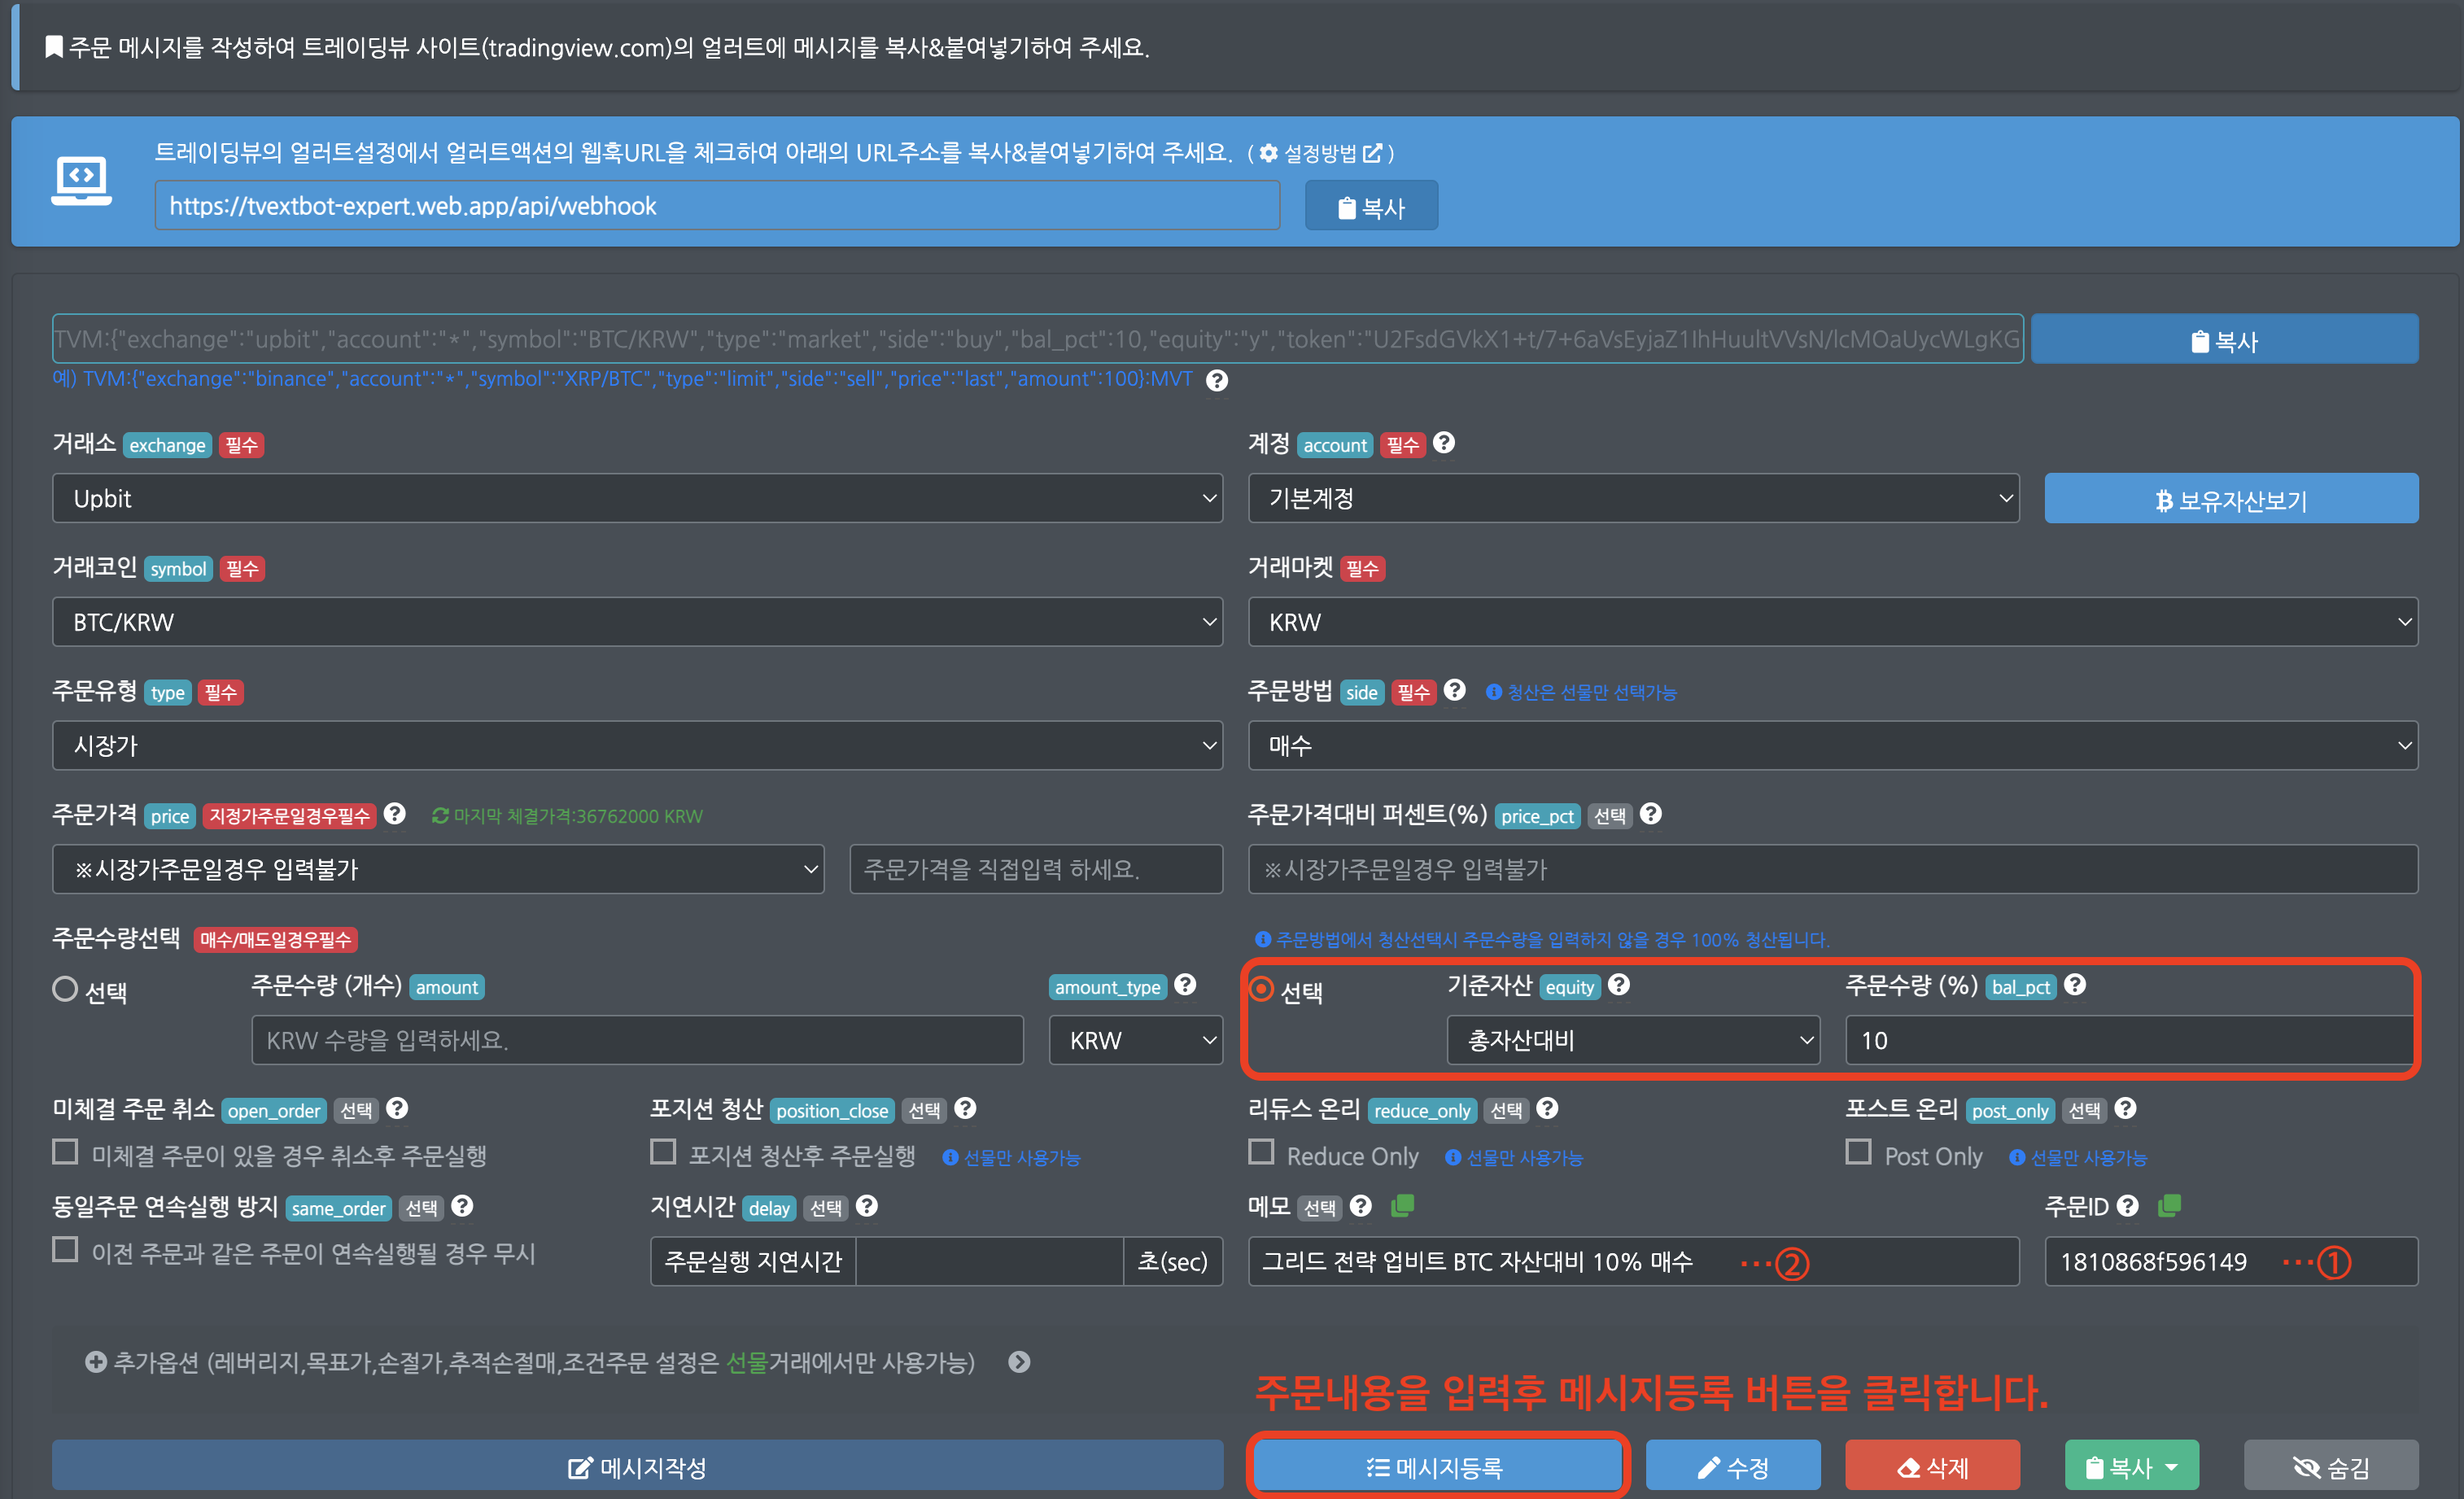 주문 메시지를 작성하여 트레이딩뷰 사이트(tradingview.com)의 얼러트에 메시지를 복사&붙여넣기하여 주세요.
트레이딩뷰의 얼러트설정에서 얼러트액션의 웹훅URL을 체크하여 아래의 URL주소를 복사&붙여넣기하여 주세요. ( 설정방법 )
https://tvextbot-expert.web.app/api/webhook 복사
TVM:{"exchange":"upbit","account":"*","symbol":"BTC/KRW","type":"market","side":"buy","bal_pct":10,"equity":"y","token":"U2FsdGVkX1+t/7+6aVsEyjaZ1IhHuultVVsN/lcMOaUycWLgKG 복사
예) TVM:{"exchange":"binance","account":"*","symbol":"XRP/BTC","type":"limit","side":"sell","price":"last","amount":100}:MVT ?
거래소 exchange 필수 계정 account 필수 ?
Upbit 기본계정 보유자산보기
거래코인 symbol 필수 거래마켓 필수
BTC/KRW KRW
주문유형 type 필수 주문방법 side 필수 ? 청산은 선물만 선택가능
시장가 매수
주문가격 price 지정가주문일경우필수 ? 마지막 체결가격:36762000 KRW 주문가격대비 퍼센트(%) price_pct 선택 ?
※시장가주문일경우 입력불가 주문가격을 직접입력 하세요. ※시장가주문일경우 입력불가
주문수량선택 매수/매도일경우필수 주문방법에서 청산선택시 주문수량을 입력하지 않을 경우 100% 청산됩니다.
선택 주문수량 (개수) amount amount_type ? 선택 기준자산 equity ? 주문수량 (%) bal_pct ?
KRW 수량을 입력하세요. KRW 총자산대비 10
미체결 주문 취소 open_order 선택 ? 포지션 청산 position_close 선택 ? 리듀스 온리 reduce_only 선택 ? 포스트 온리 post_only 선택 ?
미체결 주문이 있을 경우 취소후 주문실행 포지션 청산후 주문실행 선물만 사용가능 Reduce Only 선물만 사용가능 Post Only 선물만 사용가능
동일주문 연속실행 방지 same_order 선택 ? 지연시간 delay 선택 ? 메모 선택 ? 주문ID ?
이전 주문과 같은 주문이 연속실행될 경우 무시 주문실행 지연시간 초(sec) 그리드 전략 업비트 BTC 자산대비 10% 매수 …② 1810868f596149 …①
추가옵션 (레버리지,목표가,손절가,추적손절매,조건주문 설정은 선물거래에서만 사용가능)
주문내용을 입력후 메시지등록 버튼을 클릭합니다.
메시지작성 메시지등록 수정 삭제 복사 숨김